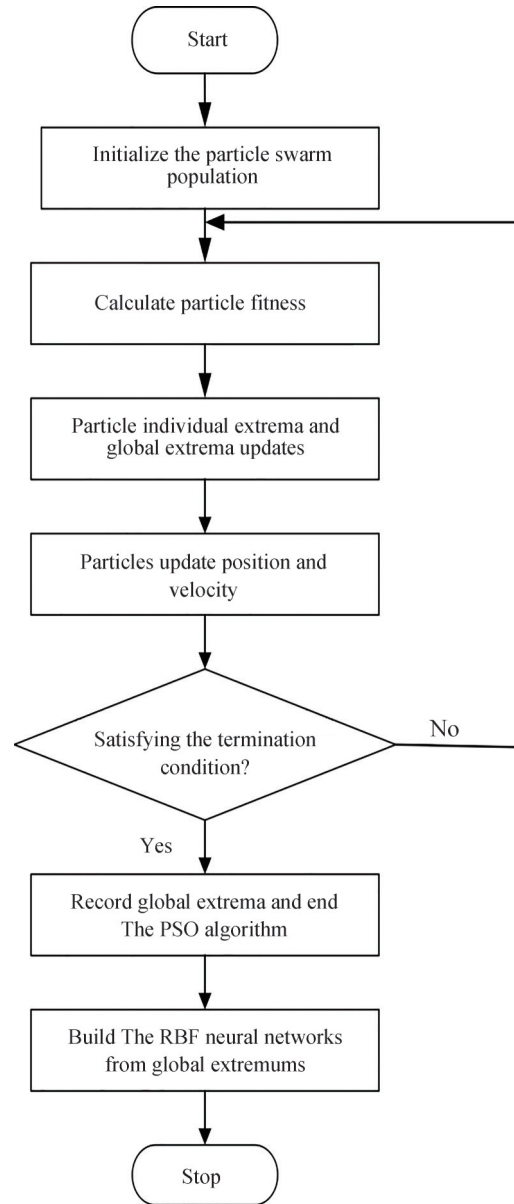 Start
Initialize the particle swarm
population
Calculate particle fitness
Particle individual extrema and
global extrema updates
Particles update position and
velocity
Satisfying the termination
condition?
No
Yes
Record global extrema and end
The PSO algorithm
Build The RBF neural networks
from global extremums
Stop